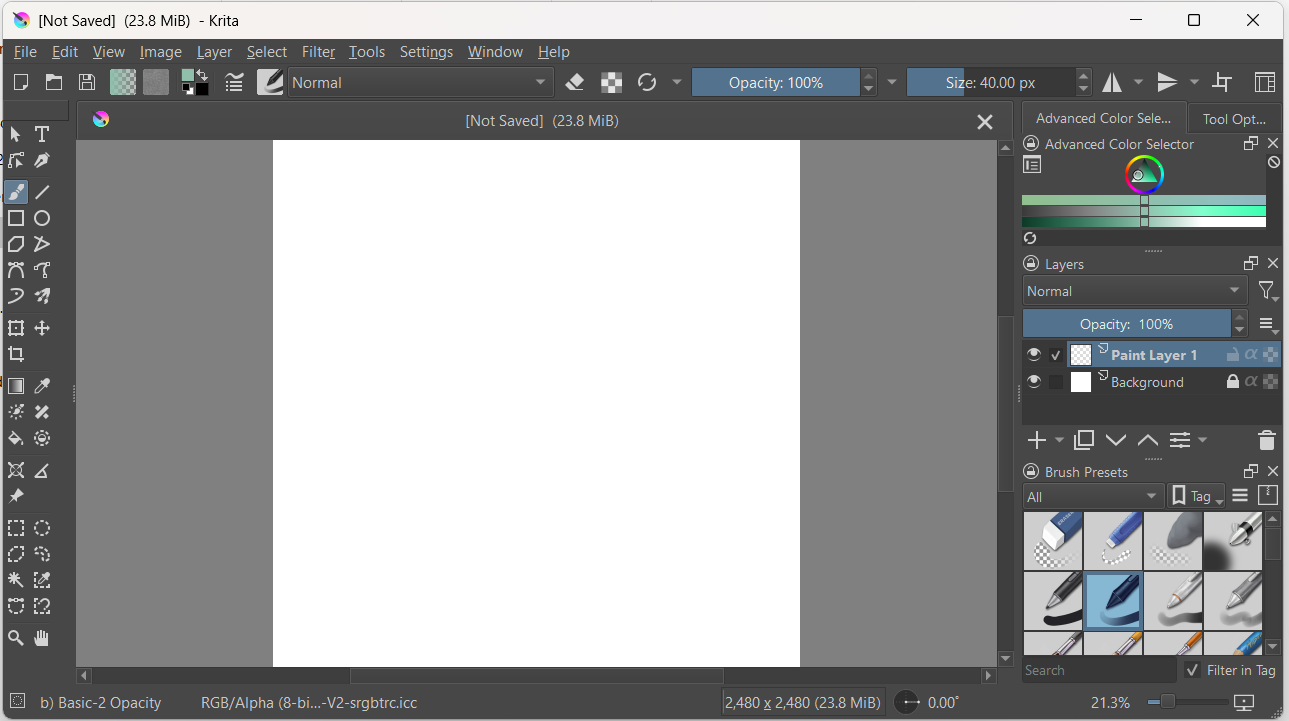 [Not Saved] (23.8 MiB) - Krita
File Edit View Image Layer Select Filter Tools Settings Window Help
Normal Opacity: 100% Size: 40.00 px
[Not Saved] (23.8 MiB)
Advanced Color Sele... Tool Opt...
Advanced Color Selector
Layers
Normal
Opacity: 100%
Paint Layer 1
Background
Brush Presets
All Tag
Search Filter in Tag
b) Basic-2 Opacity RGB/Alpha (8-bi...-V2-srgbtrc.icc 2,480 x 2,480 (23.8 MiB) 0.00° 21.3%